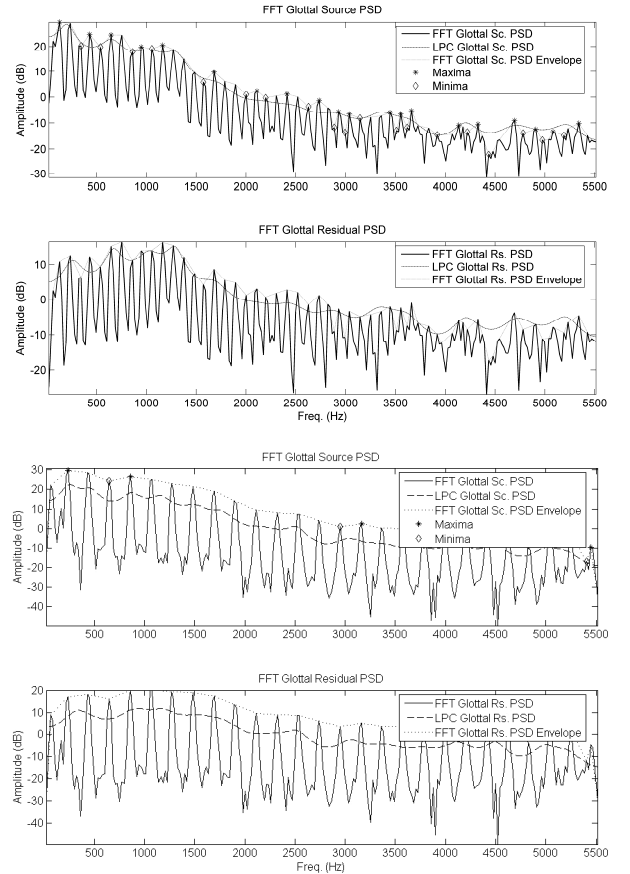 FFT Glottal Source PSD
FFT Glottal Sc. PSD
LPC Glottal Sc. PSD
FFT Glottal Sc. PSD Envelope
Maxima
Minima
Amplitude (dB)
20
10
0
-10
-20
-30
500 1000 1500 2000 2500 3000 3500 4000 4500 5000 5500
FFT Glottal Residual PSD
FFT Glottal Rs. PSD
LPC Glottal Rs. PSD
FFT Glottal Rs. PSD Envelope
Amplitude (dB)
10
0
-10
-20
500 1000 1500 2000 2500 3000 3500 4000 4500 5000 5500
Freq. (Hz)
FFT Glottal Source PSD
FFT Glottal Sc. PSD
LPC Glottal Sc. PSD
FFT Glottal Sc. PSD Envelope
Maxima
Minima
Amplitude (dB)
30
20
10
0
-10
-20
-30
-40
500 1000 1500 2000 2500 3000 3500 4000 4500 5000 5500
FFT Glottal Residual PSD
FFT Glottal Rs. PSD
LPC Glottal Rs. PSD
FFT Glottal Rs. PSD Envelope
Amplitude (dB)
20
10
0
-10
-20
-30
-40
500 1000 1500 2000 2500 3000 3500 4000 4500 5000 5500
Freq. (Hz)